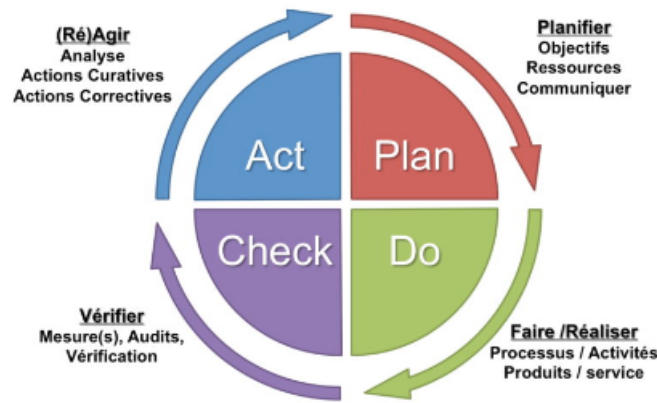 (Ré)Agir
Analyse
Actions Curatives
Actions Correctives
Planifier
Objectifs
Ressources
Communiquer
Act
Plan
Check
Do
Vérifier
Mesure(s), Audits,
Vérification
Faire /Réaliser
Processus / Activités
Produits / service